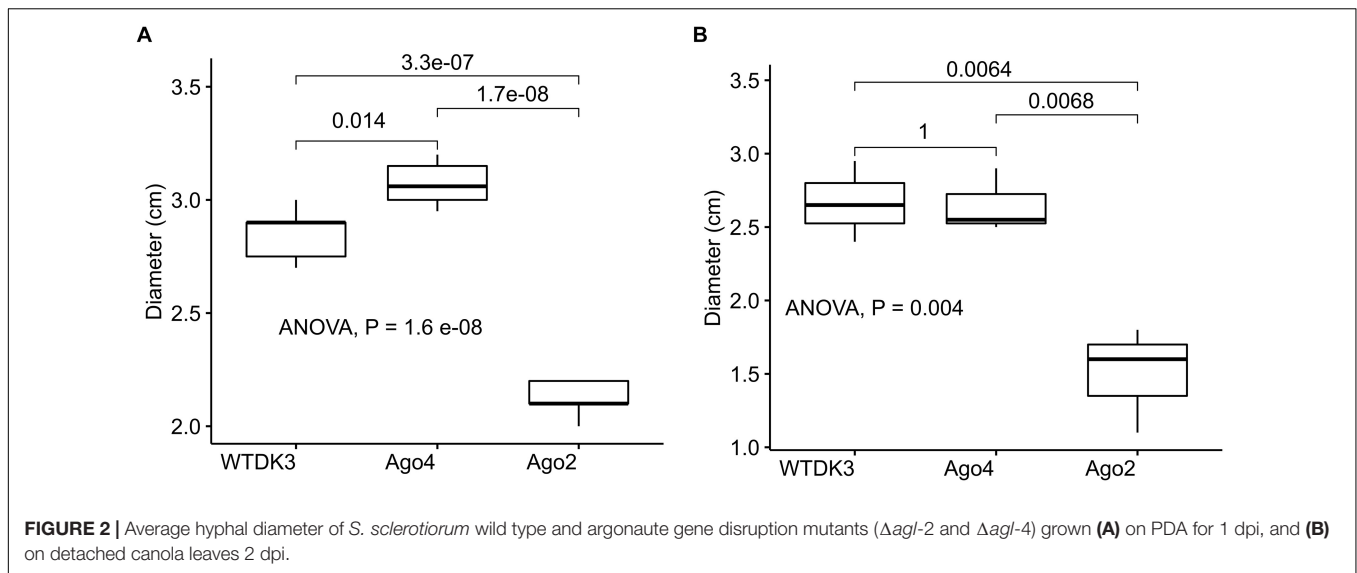 A
3.3e-07
1.7e-08
0.014
3.5
3.0
2.5
2.0
Diameter (cm)
ANOVA, P = 1.6 e-08
WTDK3 Ago4 Ago2
B
0.0064
0.0068
1
3.5
3.0
2.5
2.0
1.5
1.0
Diameter (cm)
ANOVA, P = 0.004
WTDK3 Ago4 Ago2
FIGURE 2 | Average hyphal diameter of S. sclerotiorum wild type and argonaute gene disruption mutants (Δagl-2 and Δagl-4) grown (A) on PDA for 1 dpi, and (B)
on detached canola leaves 2 dpi.